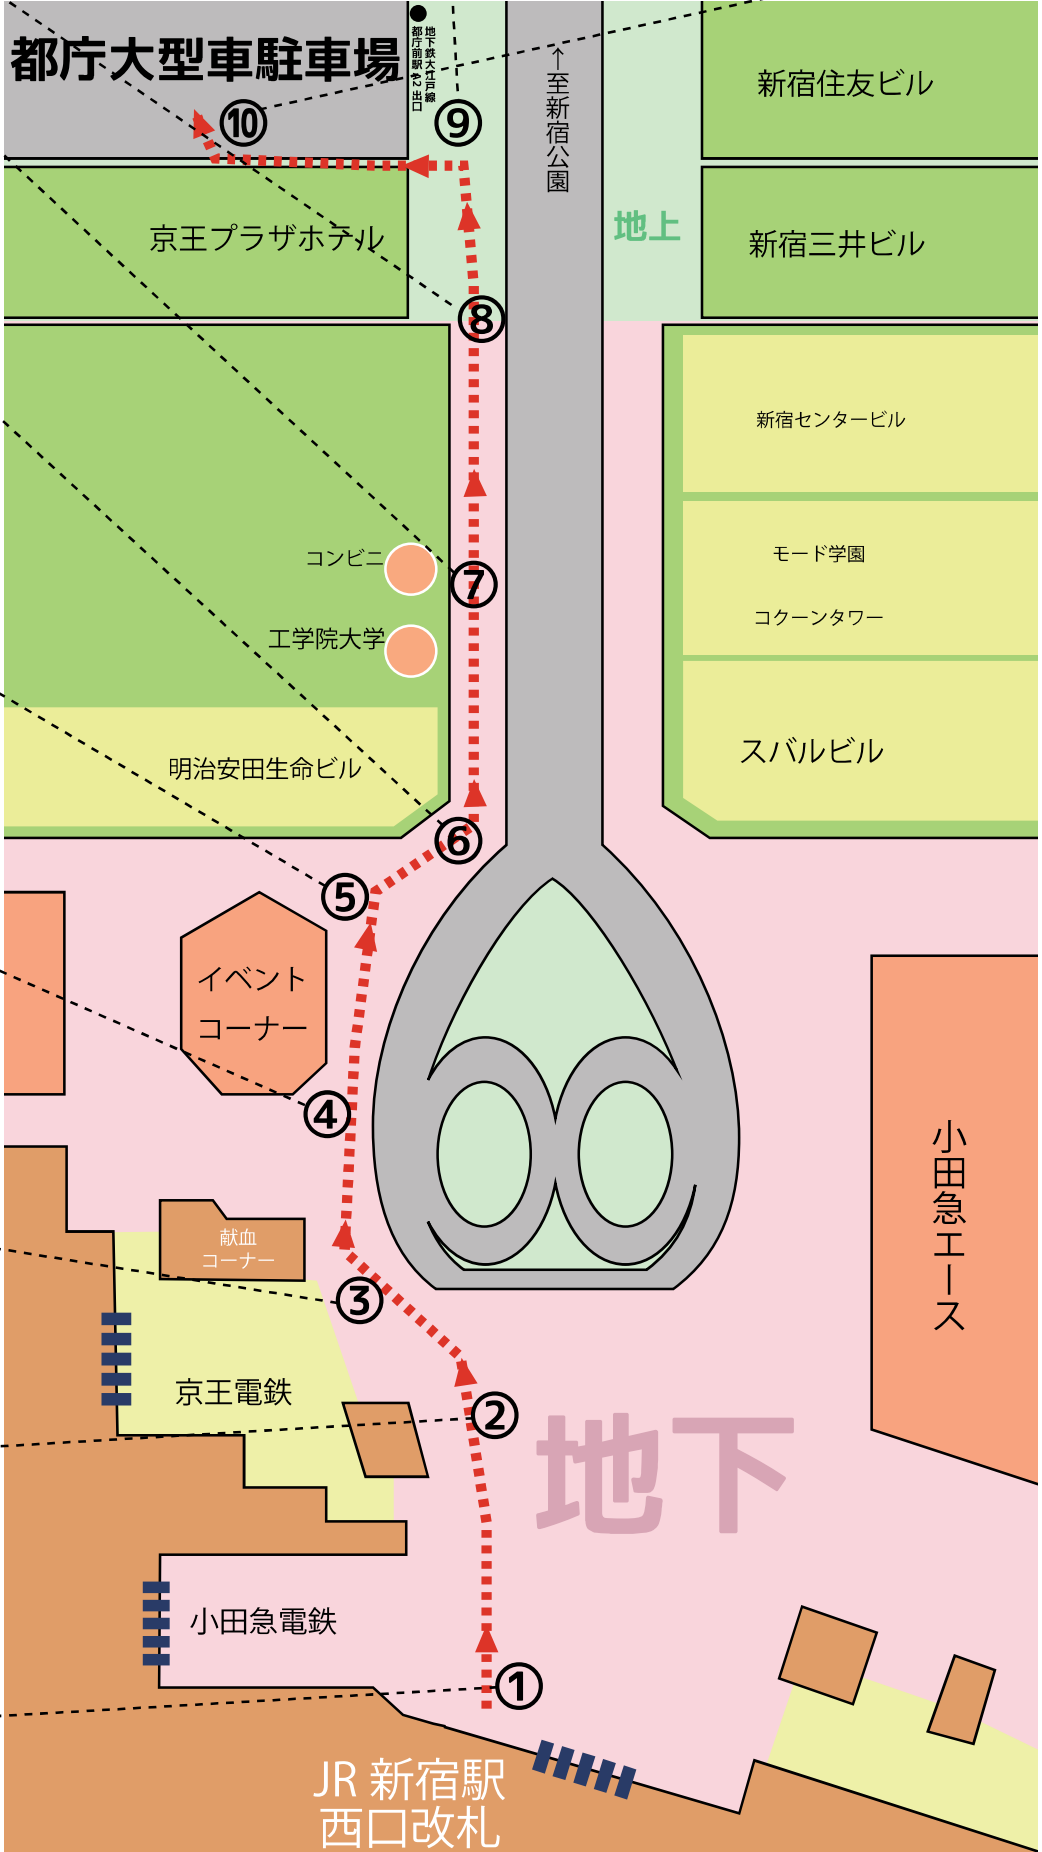 都庁大型車駐車場
地下鉄大江戸線
都庁前駅 A2 出口
⑩
⑨
↑至新宿公園
新宿住友ビル
京王プラザホテル
地上
新宿三井ビル
⑧
新宿センタービル
コンビニ
⑦
モード学園
コクーンタワー
工学院大学
明治安田生命ビル
スバルビル
⑥
⑤
イベント
コーナー
④
小田急エース
献血
コーナー
③
京王電鉄
②
地下
小田急電鉄
①
JR 新宿駅
西口改札